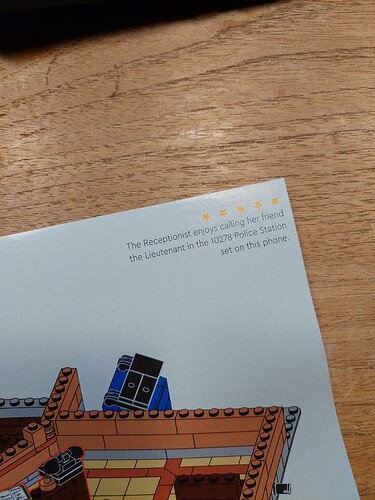 The Receptionist enjoys calling her friend
the Lieutenant in the 10278 Police Station
set on this phone.